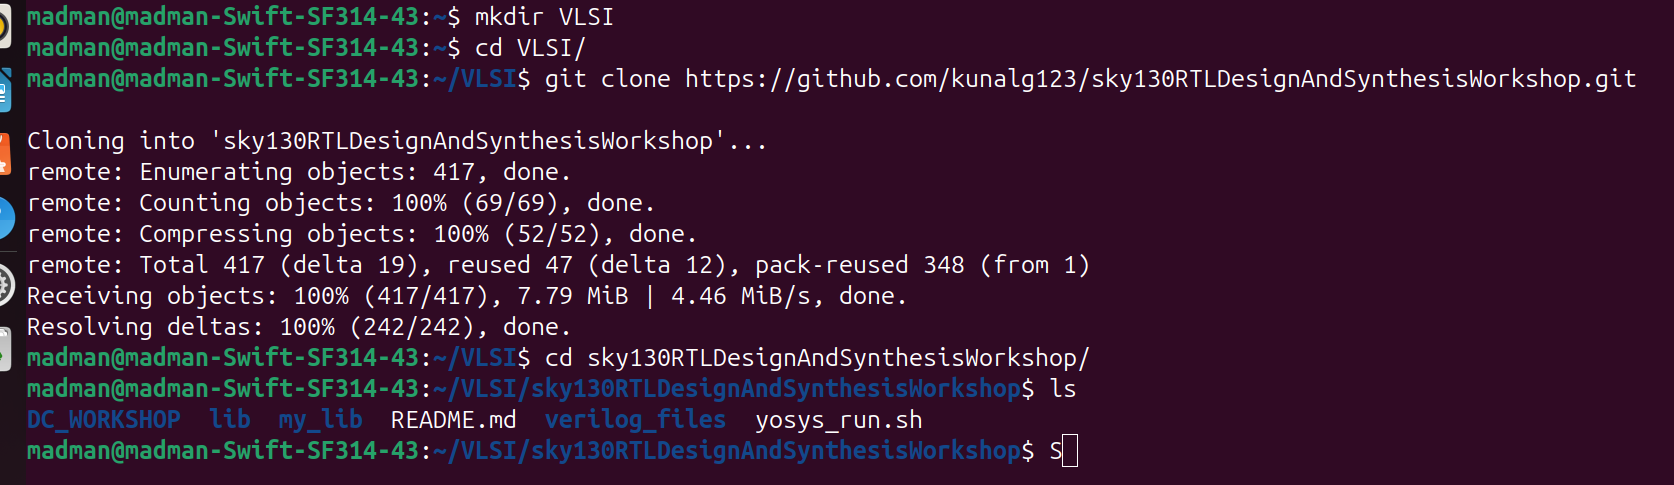 madman@madman-Swift-SF314-43:~$ mkdir VLSI
madman@madman-Swift-SF314-43:~$ cd VLSI/
madman@madman-Swift-SF314-43:~/VLSI$ git clone https://github.com/kunalg123/sky130RTLDesignAndSynthesisWorkshop.git
Cloning into 'sky130RTLDesignAndSynthesisWorkshop'...
remote: Enumerating objects: 417, done.
remote: Counting objects: 100% (69/69), done.
remote: Compressing objects: 100% (52/52), done.
remote: Total 417 (delta 19), reused 47 (delta 12), pack-reused 348 (from 1)
Receiving objects: 100% (417/417), 7.79 MiB | 4.46 MiB/s, done.
Resolving deltas: 100% (242/242), done.
madman@madman-Swift-SF314-43:~/VLSI$ cd sky130RTLDesignAndSynthesisWorkshop/
madman@madman-Swift-SF314-43:~/VLSI/sky130RTLDesignAndSynthesisWorkshop$ ls
DC_WORKSHOP  lib  my_lib  README.md  verilog_files  yosys_run.sh
madman@madman-Swift-SF314-43:~/VLSI/sky130RTLDesignAndSynthesisWorkshop$ S